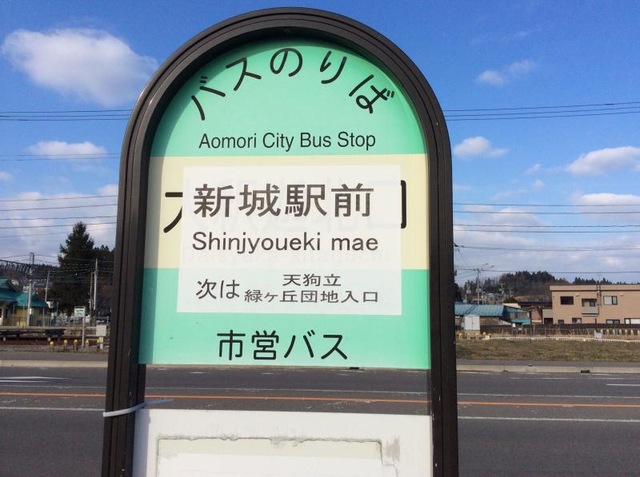 バスのりば
Aomori City Bus Stop
新城駅前
Shinjyoueki mae
次は 天狗立
緑ヶ丘団地入口
市営バス